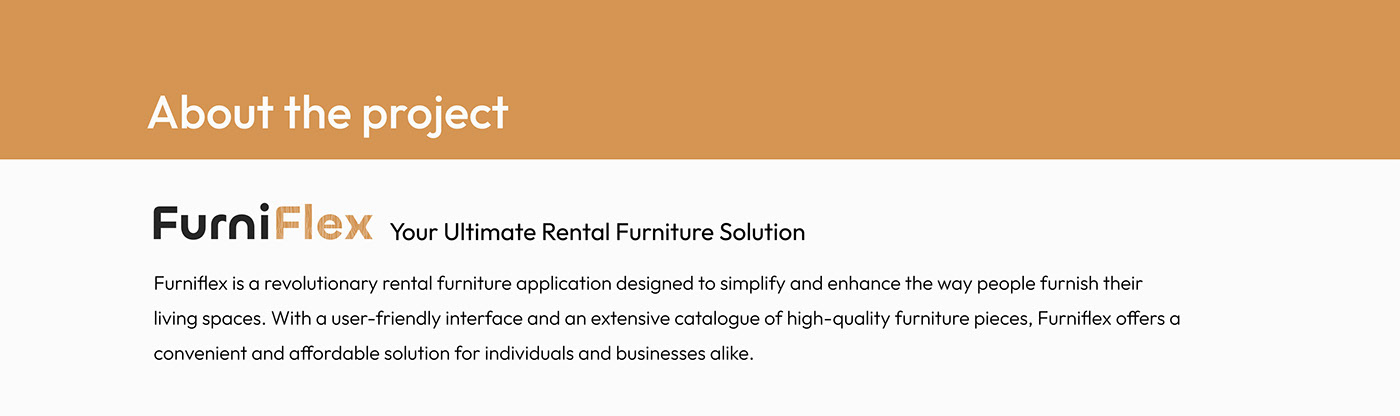 About the project
FurniFlex Your Ultimate Rental Furniture Solution
Furniflex is a revolutionary rental furniture application designed to simplify and enhance the way people furnish their
living spaces. With a user-friendly interface and an extensive catalogue of high-quality furniture pieces, Furniflex offers a
convenient and affordable solution for individuals and businesses alike.